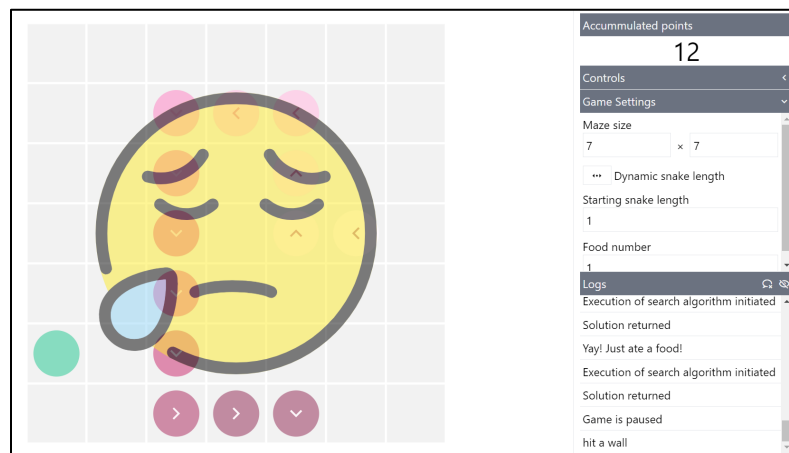 Accummulated points
12
Controls
Game Settings
Maze size
7 × 7
Dynamic snake length
Starting snake length
1
Food number
1
Logs
Execution of search algorithm initiated
Solution returned
Yay! Just ate a food!
Execution of search algorithm initiated
Solution returned
Game is paused
hit a wall